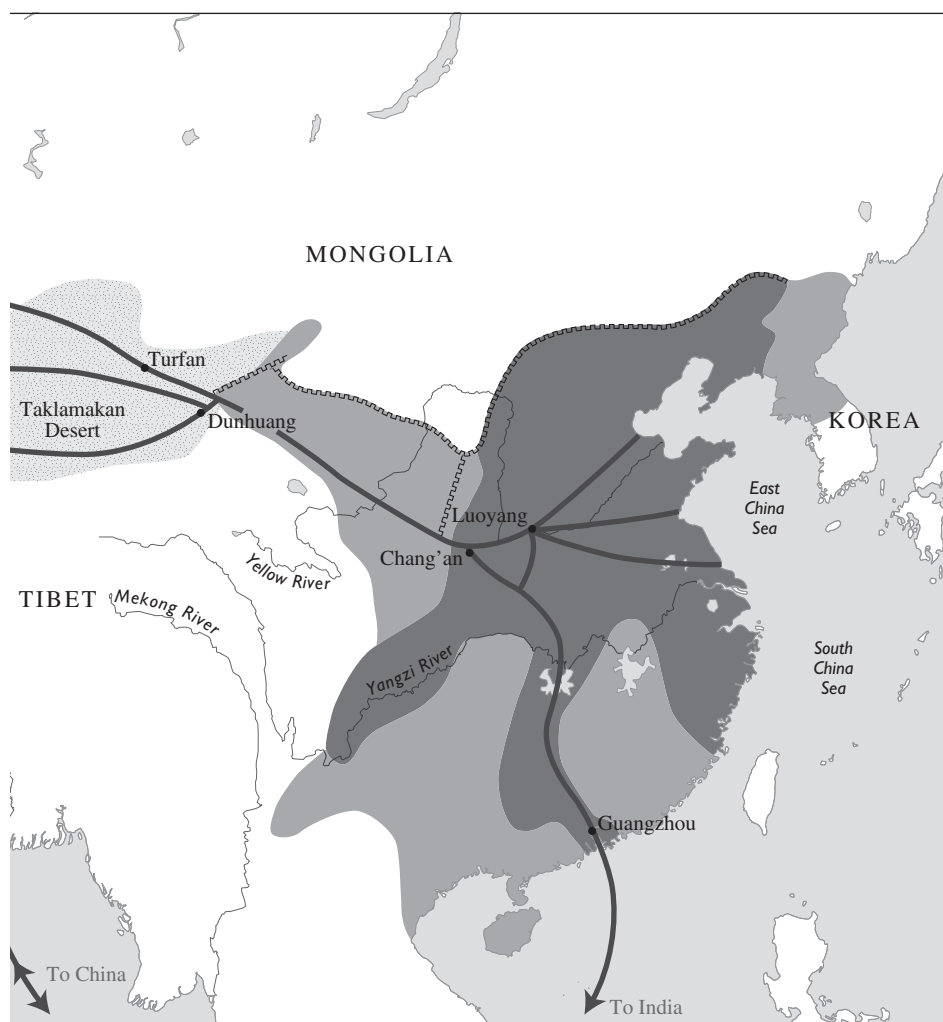 MONGOLIA
Turfan
Taklamakan
Desert
Dunhuang
KOREA
East
China
Sea
Luoyang
Chang'an
Yellow River
TIBET
Mekong River
Yangzi River
South
China
Sea
Guangzhou
To China
To India